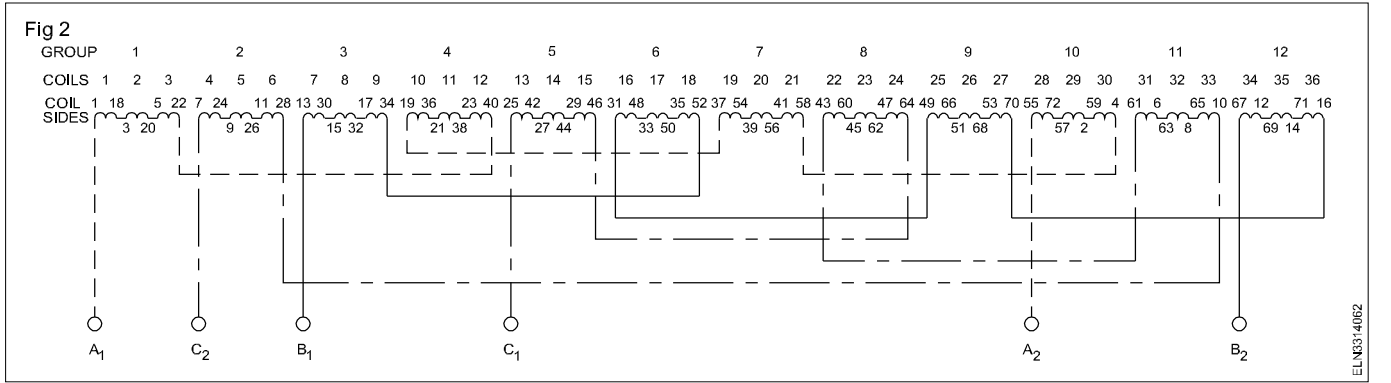 Fig 2
GROUP 1 2 3 4 5 6 7 8 9 10 11 12
COILS 1 2 3 4 5 6 7 8 9 10 11 12 13 14 15 16 17 18 19 20 21 22 23 24 25 26 27 28 29 30 31 32 33 34 35 36
COIL 1 18 5 22 7 24 11 28 13 30 17 34 19 36 23 40 25 42 29 46 31 48 35 52 37 54 41 58 43 60 47 64 49 66 53 70 55 72 59 4 61 6 65 10 67 12 71 16
SIDES 3 20 9 26 15 32 21 38 27 44 33 50 39 56 45 62 51 68 57 2 63 8 69 14
A1 C2 B1 C1 A2 B2
ELN3314062